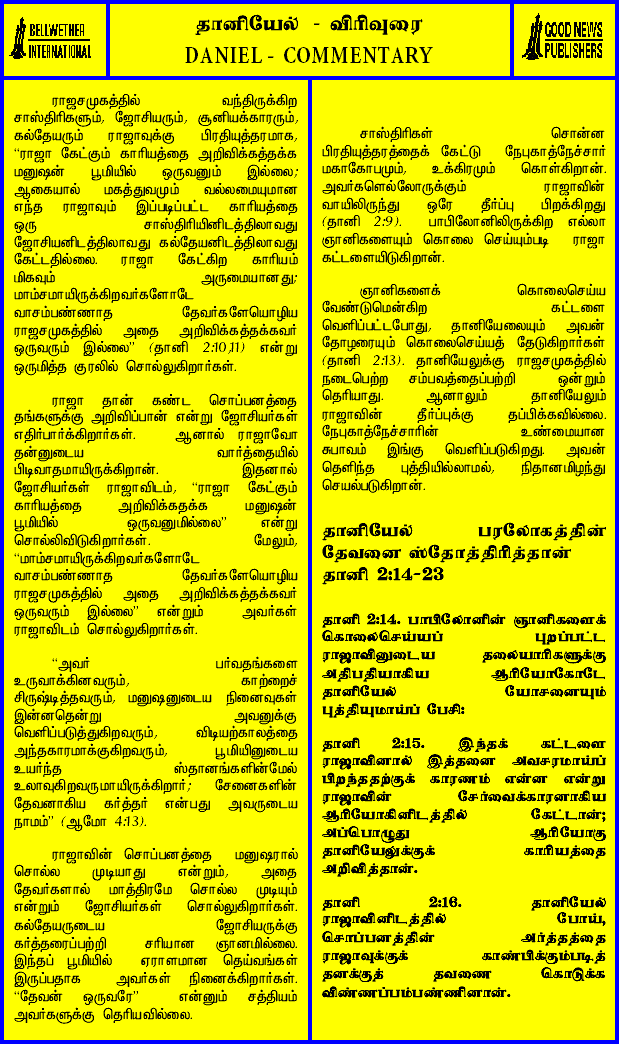 BELLWETHER
INTERNATIONAL
தானியேல் - விரிவுரை
DANIEL - COMMENTARY
GOOD NEWS
PUBLISHERS
ராஜசமுகத்தில் வந்திருக்கிற
சாஸ்திரிகளும், ஜோசியரும், சூனியக்காரரும்,
கல்தேயரும் ராஜாவுக்கு பிரதியுத்தரமாக,
“ராஜா கேட்கும் காரியத்தை அறிவிக்கத்தக்க
மனுஷன் பூமியில் ஒருவனும் இல்லை;
ஆகையால் மகத்துவமும் வல்லமையுமான
எந்த ராஜாவும் இப்படிப்பட்ட காரியத்தை
ஒரு சாஸ்திரியினிடத்திலாவது
ஜோசியனிடத்திலாவது கல்தேயனிடத்திலாவது
கேட்டதில்லை. ராஜா கேட்கிற காரியம்
மிகவும் அருமையானது;
மாம்சமாயிருக்கிறவர்களோடே
வாசம்பண்ணாத தேவர்களேயொழிய
ராஜசமுகத்தில் அதை அறிவிக்கத்தக்கவர்
ஒருவரும் இல்லை” (தானி 2:10,11) என்று
ஒருமித்த குரலில் சொல்லுகிறார்கள்.
ராஜா தான் கண்ட சொப்பனத்தை
தங்களுக்கு அறிவிப்பான் என்று ஜோசியர்கள்
எதிர்பார்க்கிறார்கள். ஆனால் ராஜாவோ
தன்னுடைய வார்த்தையில்
பிடிவாதமாயிருக்கிறான். இதனால்
ஜோசியர்கள் ராஜாவிடம், “ராஜா கேட்கும்
காரியத்தை அறிவிக்கதக்க மனுஷன்
பூமியில் ஒருவனுமில்லை” என்று
சொல்லிவிடுகிறார்கள். மேலும்,
“மாம்சமாயிருக்கிறவர்களோடே
வாசம்பண்ணாத தேவர்களேயொழிய
ராஜசமுகத்தில் அதை அறிவிக்கத்தக்கவர்
ஒருவரும் இல்லை” என்றும் அவர்கள்
ராஜாவிடம் சொல்லுகிறார்கள்.
“அவர் பர்வதங்களை
உருவாக்கினவரும், காற்றைச்
சிருஷ்டித்தவரும், மனுஷனுடைய நினைவுகள்
இன்னதென்று அவனுக்கு
வெளிப்படுத்துகிறவரும், விடியற்காலத்தை
அந்தகாரமாக்குகிறவரும், பூமியினுடைய
உயர்ந்த ஸ்தானங்களின்மேல்
உலாவுகிறவருமாயிருக்கிறார்; சேனைகளின்
தேவனாகிய கர்த்தர் என்பது அவருடைய
நாமம்” (ஆமோ 4:13).
ராஜாவின் சொப்பனத்தை மனுஷரால்
சொல்ல முடியாது என்றும், அதை
தேவர்களால் மாத்திரமே சொல்ல முடியும்
என்றும் ஜோசியர்கள் சொல்லுகிறார்கள்.
கல்தேயருடைய ஜோசியருக்கு
கர்த்தரைப்பற்றி சரியான ஞானமில்லை.
இந்தப் பூமியில் ஏராளமான தெய்வங்கள்
இருப்பதாக அவர்கள் நினைக்கிறார்கள்.
“தேவன் ஒருவரே” என்னும் சத்தியம்
அவர்களுக்கு தெரியவில்லை.
சாஸ்திரிகள் சொன்ன
பிரதியுத்தரத்தைக் கேட்டு நேபுகாத்நேச்சார்
மகாகோபமும், உக்கிரமும் கொள்கிறான்.
அவர்களெல்லோருக்கும் ராஜாவின்
வாயிலிருந்து ஒரே தீர்ப்பு பிறக்கிறது
(தானி 2:9). பாபிலோனிலிருக்கிற எல்லா
ஞானிகளையும் கொலை செய்யும்படி ராஜா
கட்டளையிடுகிறான்.
ஞானிகளைக் கொலைசெய்ய
வேண்டுமென்கிற கட்டளை
வெளிப்பட்டபோது, தானியேலையும் அவன்
தோழரையும் கொலைசெய்யத் தேடுகிறார்கள்
(தானி 2:13). தானியேலுக்கு ராஜசமுகத்தில்
நடைபெற்ற சம்பவத்தைப்பற்றி ஒன்றும்
தெரியாது. ஆனாலும் தானியேலும்
ராஜாவின் தீர்ப்புக்கு தப்பிக்கவில்லை.
நேபுகாத்நேச்சாரின் உண்மையான
சுபாவம் இங்கு வெளிப்படுகிறது. அவன்
தெளிந்த புத்தியில்லாமல், நிதானமிழந்து
செயல்படுகிறான்.
தானியேல் பரலோகத்தின்
தேவனை ஸ்தோத்திரித்தான்
தானி 2:14-23
தானி 2:14. பாபிலோனின் ஞானிகளைக்
கொலைசெய்யப் புறப்பட்ட
ராஜாவினுடைய தலையாரிகளுக்கு
அதிபதியாகிய ஆரியோகோடே
தானியேல் யோசனையும்
புத்தியுமாய்ப் பேசி:
தானி 2:15. இந்தக் கட்டளை
ராஜாவினால் இத்தனை அவசரமாய்ப்
பிறந்ததற்குக் காரணம் என்ன என்று
ராஜாவின் சேர்வைக்காரனாகிய
ஆரியோகினிடத்தில் கேட்டான்;
அப்பொழுது ஆரியோகு
தானியேலுக்குக் காரியத்தை
அறிவித்தான்.
தானி 2:16. தானியேல்
ராஜாவினிடத்தில் போய்,
சொப்பனத்தின் அர்த்தத்தை
ராஜாவுக்குக் காண்பிக்கும்படித்
தனக்குத் தவணை கொடுக்க
விண்ணப்பம்பண்ணினான்.